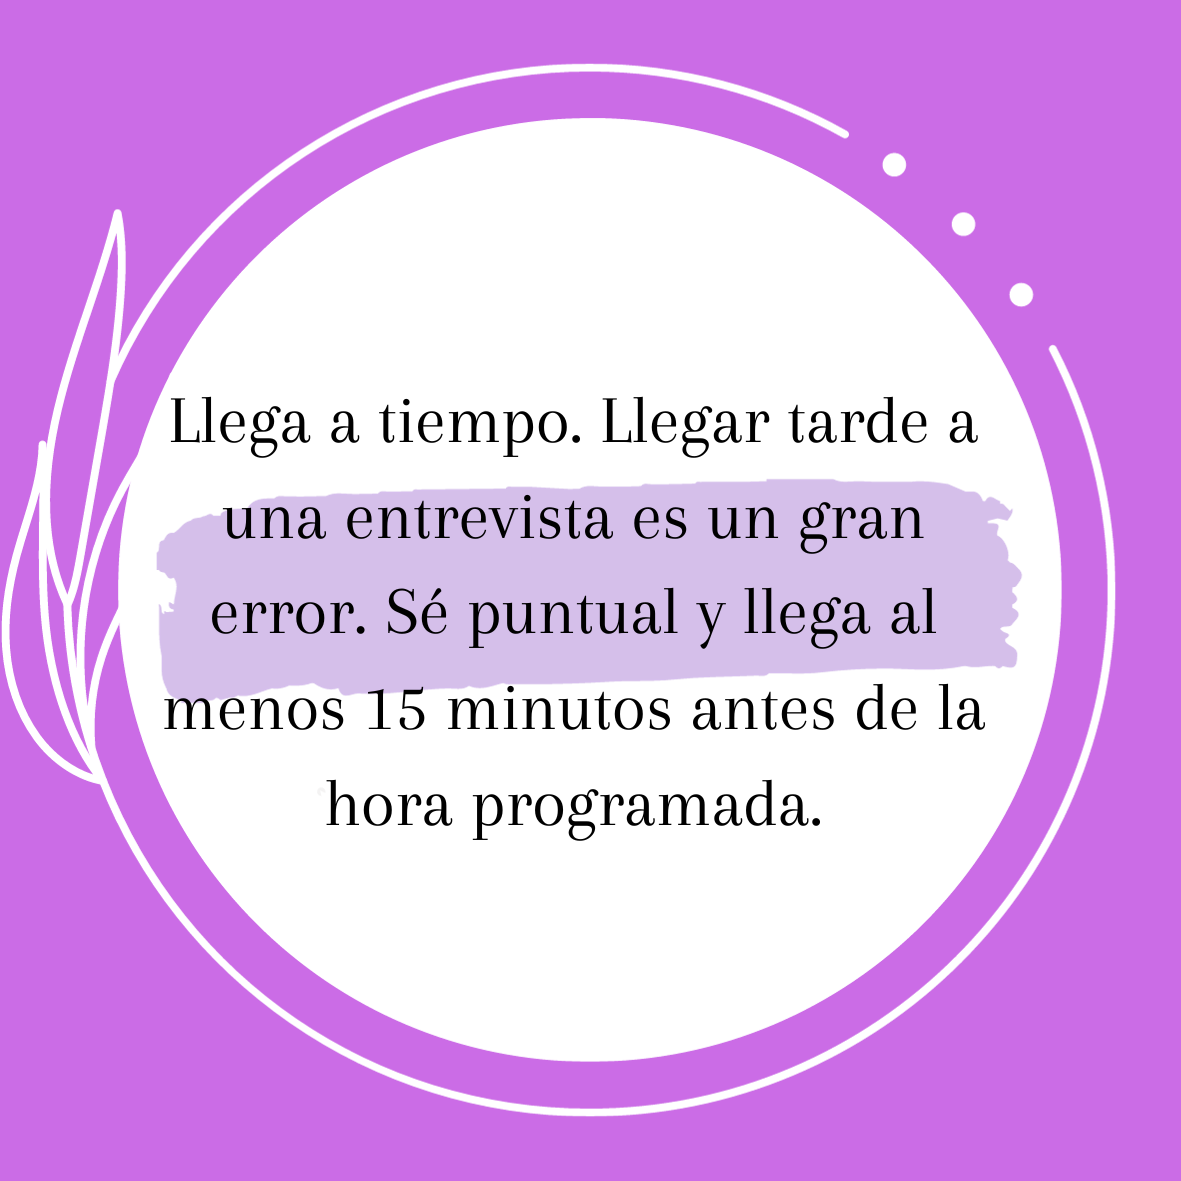 Llega a tiempo. Llegar tarde a
una entrevista es un gran
error. Sé puntual y llega al
menos 15 minutos antes de la
hora programada.